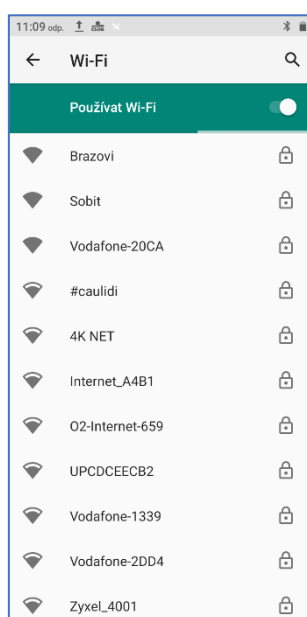 11:09 odp.
Wi-Fi
Používat Wi-Fi
Brazovi
Sobit
Vodafone-20CA
#caulidi
4K NET
Internet_A4B1
O2-Internet-659
UPCDCEECB2
Vodafone-1339
Vodafone-2DD4
Zyxel_4001